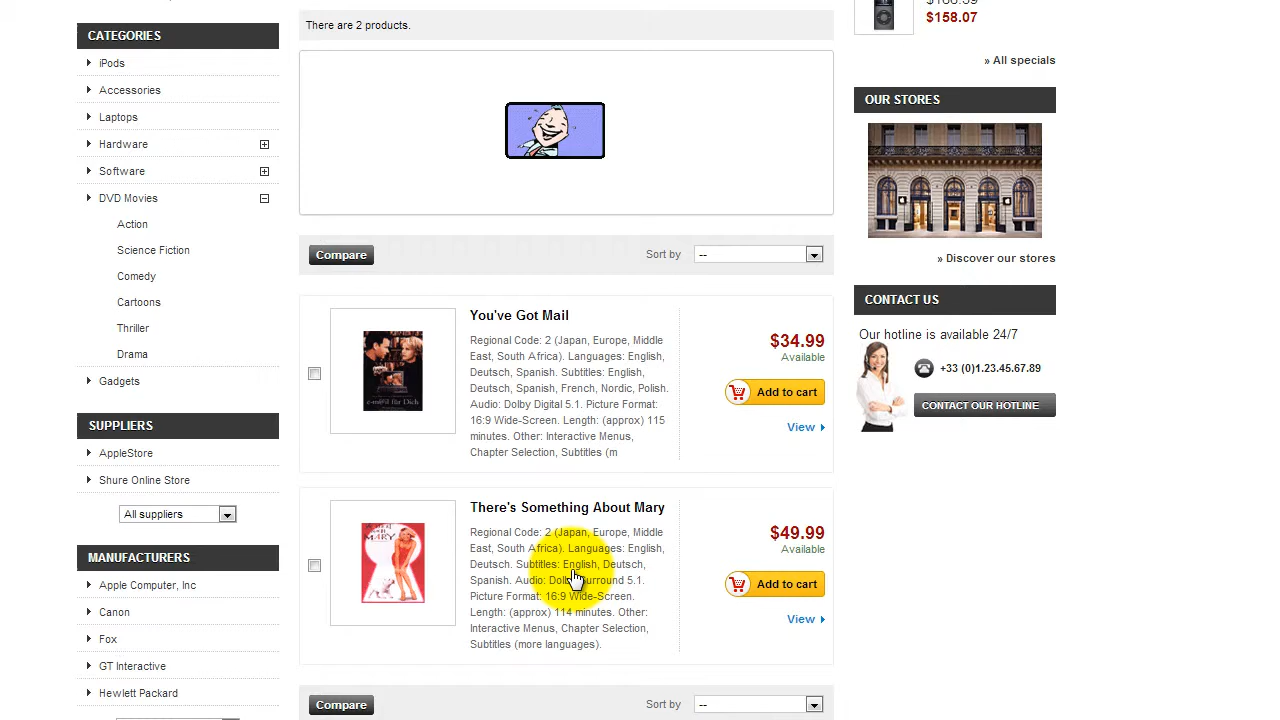 CATEGORIES
iPods
Accessories
Laptops
Hardware
Software
DVD Movies
Action
Science Fiction
Comedy
Cartoons
Thriller
Drama
Gadgets
SUPPLIERS
AppleStore
Shure Online Store
All suppliers
MANUFACTURERS
Apple Computer, Inc
Canon
Fox
GT Interactive
Hewlett Packard
There are 2 products.
Compare
Sort by
--
You've Got Mail
Regional Code: 2 (Japan, Europe, Middle
East, South Africa). Languages: English,
Deutsch, Spanish. Subtitles: English,
Deutsch, Spanish, French, Nordic, Polish.
Audio: Dolby Digital 5.1. Picture Format:
16:9 Wide-Screen. Length: (approx) 115
minutes. Other: Interactive Menus,
Chapter Selection, Subtitles (m
$34.99
Available
Add to cart
View
e-m@il für Dich
There's Something About Mary
Regional Code: 2 (Japan, Europe, Middle
East, South Africa). Languages: English,
Deutsch. Subtitles: English, Deutsch,
Spanish. Audio: Dolby Surround 5.1.
Picture Format: 16:9 Wide-Screen.
Length: (approx) 114 minutes. Other:
Interactive Menus, Chapter Selection,
Subtitles (more languages).
$49.99
Available
Add to cart
View
MARY
Compare
Sort by
--
$158.07
» All specials
OUR STORES
» Discover our stores
CONTACT US
Our hotline is available 24/7
+33 (0)1.23.45.67.89
CONTACT OUR HOTLINE